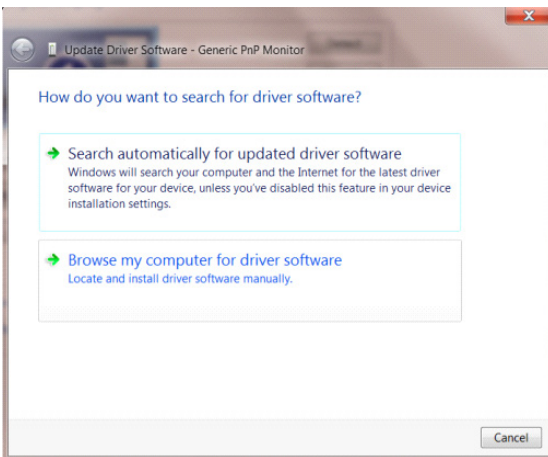 Update Driver Software - Generic PnP Monitor
How do you want to search for driver software?
Search automatically for updated driver software
Windows will search your computer and the Internet for the latest driver
software for your device, unless you've disabled this feature in your device
installation settings.
Browse my computer for driver software
Locate and install driver software manually.
Cancel